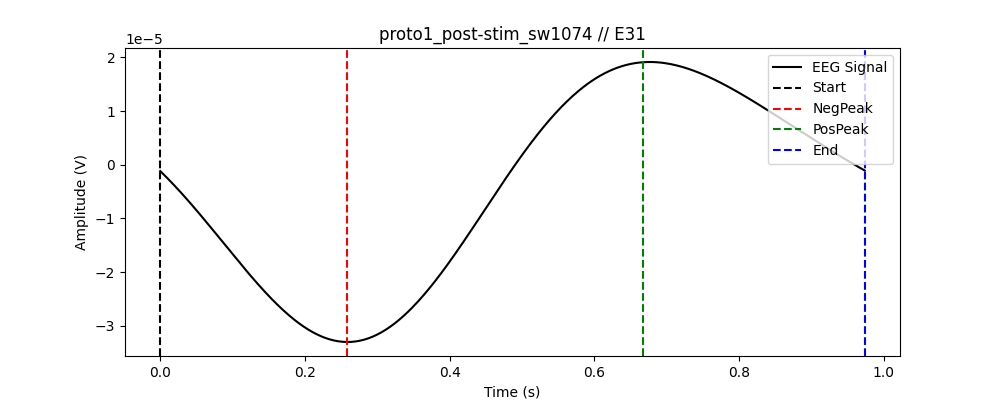 proto1_post-stim_sw1074 // E31
1e−5
2
1
0
−1
−2
−3
Amplitude (V)
0.0 0.2 0.4 0.6 0.8 1.0
Time (s)
EEG Signal
Start
NegPeak
PosPeak
End